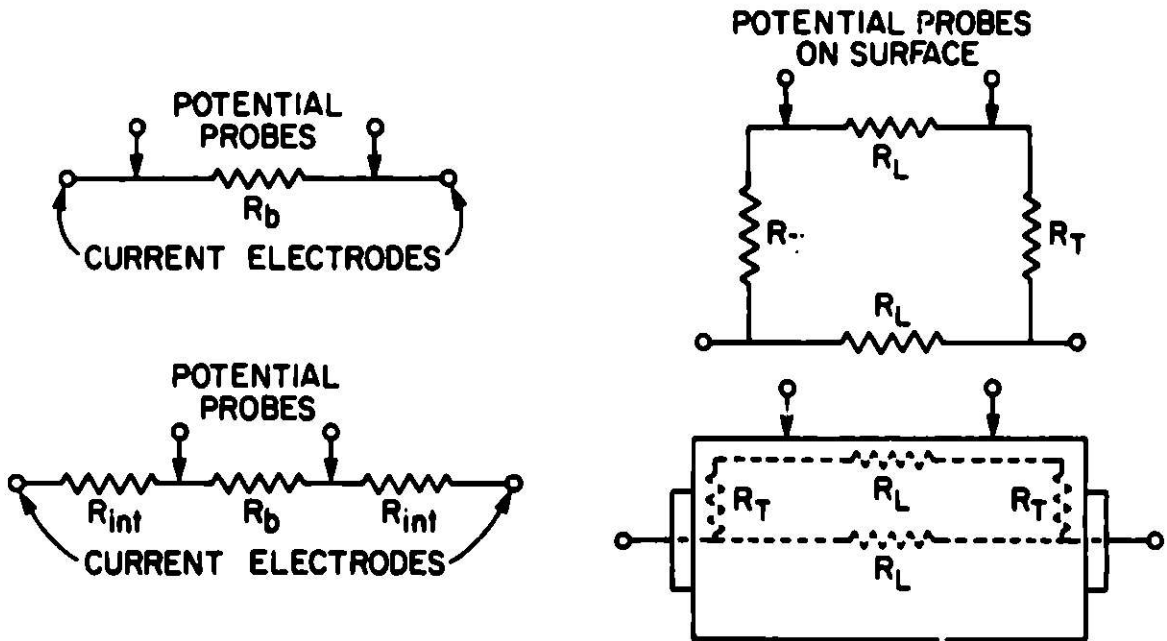 POTENTIAL
PROBES
R_b
CURRENT ELECTRODES
POTENTIAL
PROBES
R_int R_b R_int
CURRENT ELECTRODES
POTENTIAL PROBES
ON SURFACE
R_L
R_T
R_L
R_L
R_T R_T
R_L